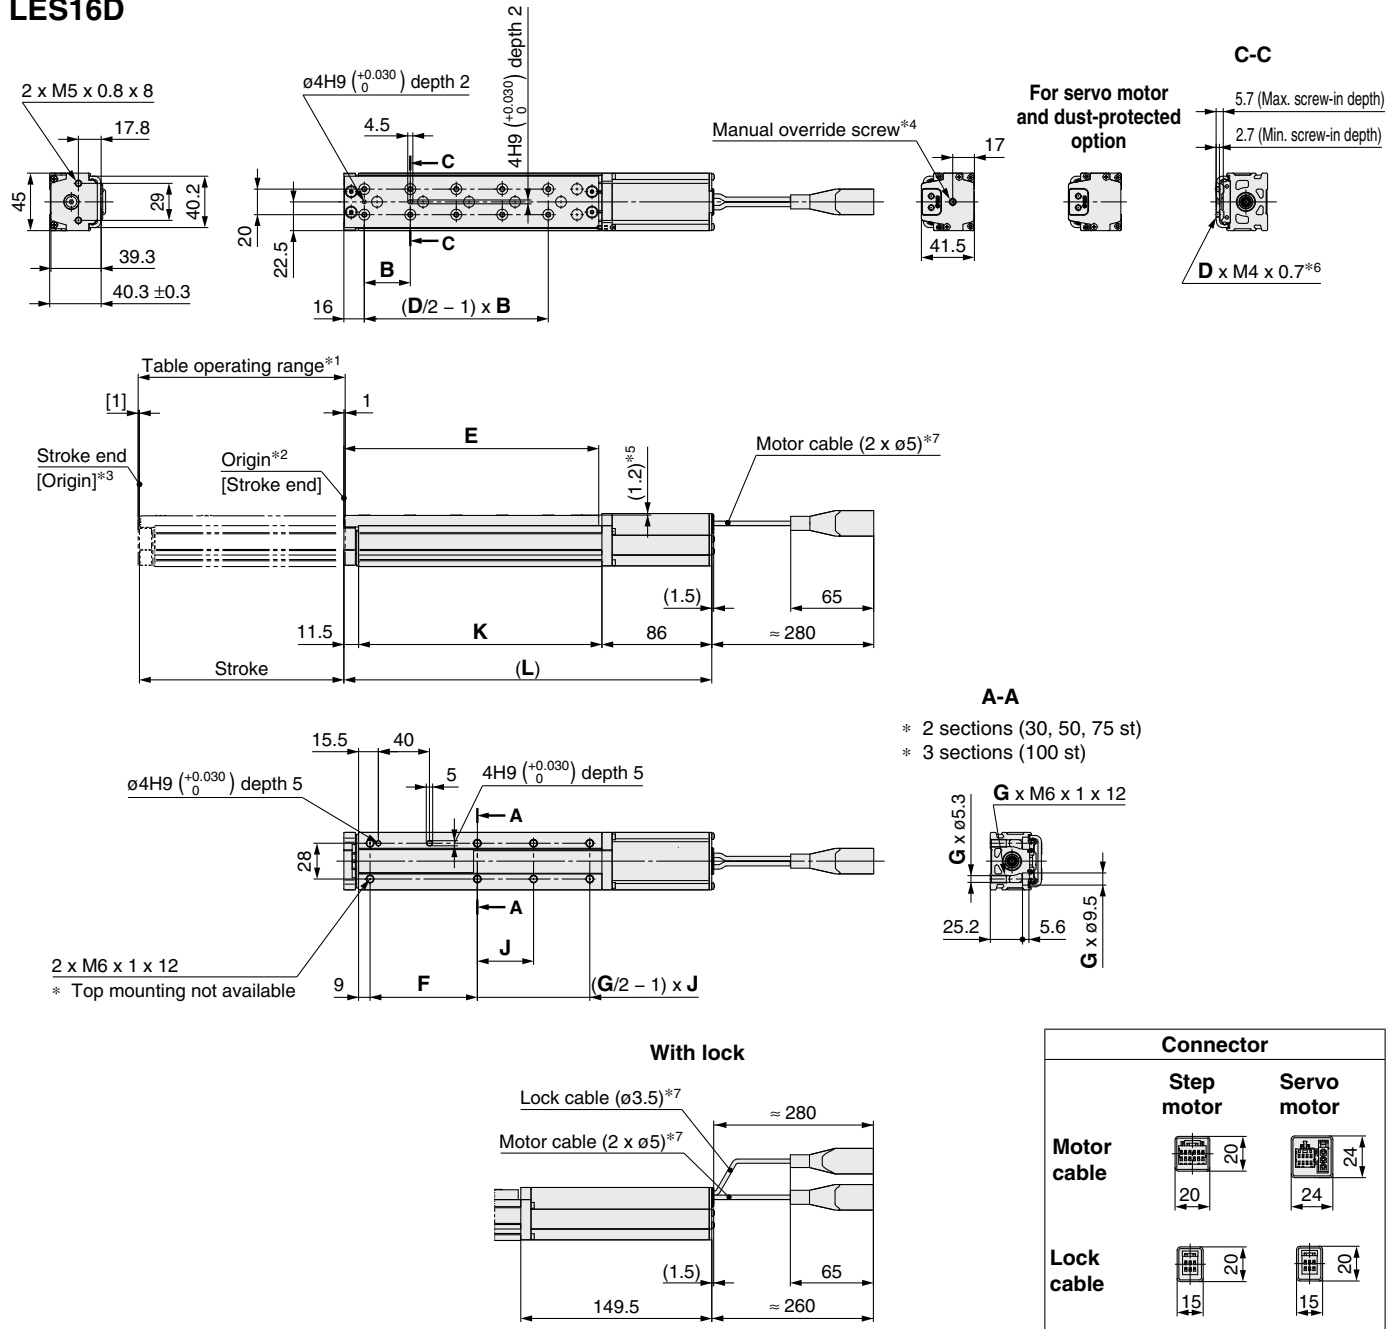 LES16D
2 x M5 x 0.8 x 8
17.8
45
29
40.2
39.3
40.3 ±0.3
ø4H9 (+0.030 0) depth 2
4H9 (+0.030 0) depth 2
4.5
C
C
20
22.5
B
16
(D/2 − 1) x B
Manual override screw*4
17
41.5
For servo motor
and dust-protected
option
C-C
5.7 (Max. screw-in depth)
2.7 (Min. screw-in depth)
D x M4 x 0.7*6
Table operating range*1
[1]
1
E
Stroke end
[Origin]*3
Origin*2
[Stroke end]
(1.2)*5
Motor cable (2 x ø5)*7
(1.5)
65
11.5
K
86
≈ 280
Stroke
(L)
A-A
* 2 sections (30, 50, 75 st)
* 3 sections (100 st)
15.5
40
ø4H9 (+0.030 0) depth 5
5
4H9 (+0.030 0) depth 5
A
A
28
J
2 x M6 x 1 x 12
* Top mounting not available
9
F
(G/2 − 1) x J
G x M6 x 1 x 12
G x ø5.3
25.2
5.6
G x ø9.5
With lock
Lock cable (ø3.5)*7
Motor cable (2 x ø5)*7
≈ 280
(1.5)
65
149.5
≈ 260
Connector
Step
motor
Servo
motor
Motor
cable
20
20
24
24
Lock
cable
20
15
20
15